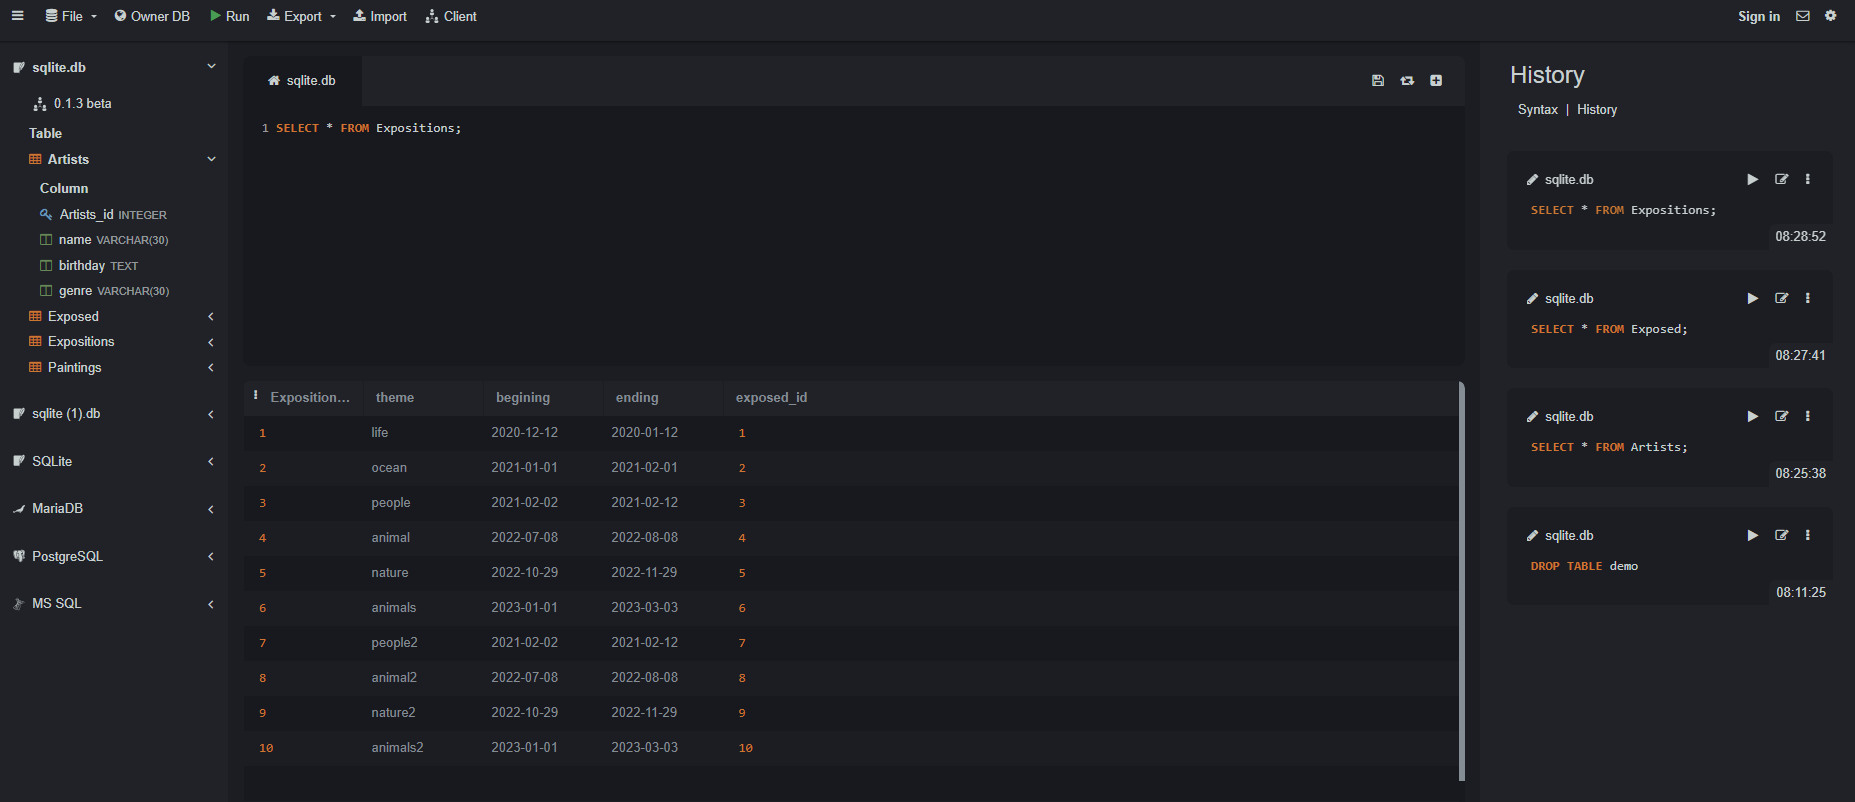 File Owner DB Run Export Import Client Sign in
sqlite.db
0.1.3 beta
Table
Artists
Column
Artists_id INTEGER
name VARCHAR(30)
birthday TEXT
genre VARCHAR(30)
Exposed
Expositions
Paintings
sqlite (1).db
SQLite
MariaDB
PostgreSQL
MS SQL
sqlite.db
1 SELECT * FROM Expositions;
Exposition... theme begining ending exposed_id
1 life 2020-12-12 2020-01-12 1
2 ocean 2021-01-01 2021-02-01 2
3 people 2021-02-02 2021-02-12 3
4 animal 2022-07-08 2022-08-08 4
5 nature 2022-10-29 2022-11-29 5
6 animals 2023-01-01 2023-03-03 6
7 people2 2021-02-02 2021-02-12 7
8 animal2 2022-07-08 2022-08-08 8
9 nature2 2022-10-29 2022-11-29 9
10 animals2 2023-01-01 2023-03-03 10
History
Syntax | History
sqlite.db
SELECT * FROM Expositions;
08:28:52
sqlite.db
SELECT * FROM Exposed;
08:27:41
sqlite.db
SELECT * FROM Artists;
08:25:38
sqlite.db
DROP TABLE demo
08:11:25